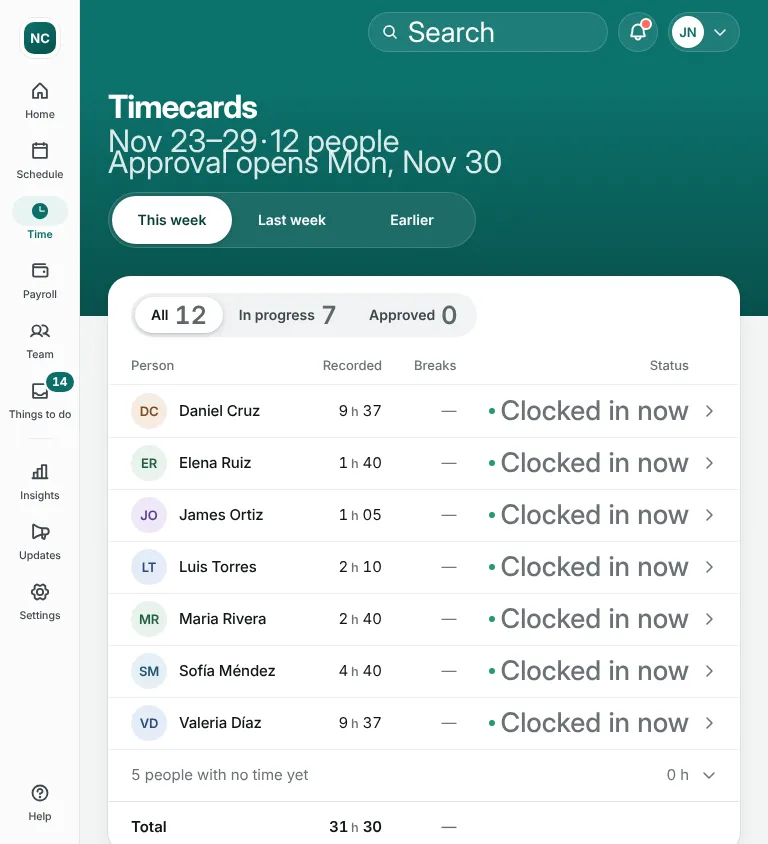 NC
Search
JN
Home
Schedule
Time
Payroll
Team
14
Things to do
Insights
Updates
Settings
Help
Timecards
Nov 23–29·12 people
Approval opens Mon, Nov 30
This week Last week Earlier
All 12 In progress 7 Approved 0
Person Recorded Breaks Status
DC Daniel Cruz 9 h 37 — Clocked in now
ER Elena Ruiz 1 h 40 — Clocked in now
JO James Ortiz 1 h 05 — Clocked in now
LT Luis Torres 2 h 10 — Clocked in now
MR Maria Rivera 2 h 40 — Clocked in now
SM Sofía Méndez 4 h 40 — Clocked in now
VD Valeria Díaz 9 h 37 — Clocked in now
5 people with no time yet 0 h
Total 31 h 30 —